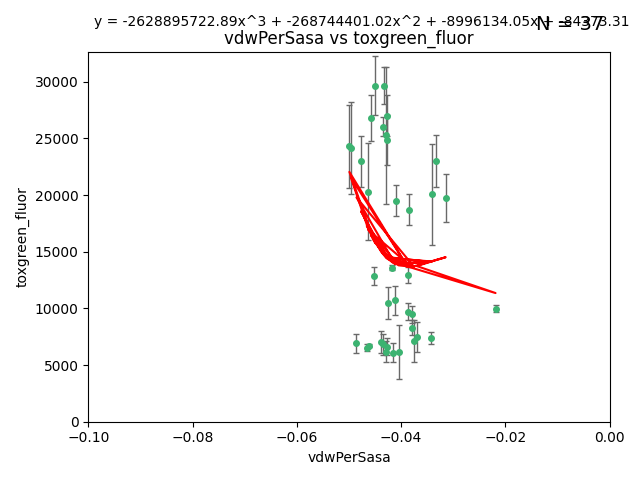 y = -2628895722.89x^3 + -268744401.02x^2 + -8996134.05x + -84378.31
N = 37
vdwPerSasa vs toxgreen_fluor
30000
25000
20000
15000
10000
5000
0
toxgreen_fluor
−0.10 −0.08 −0.06 −0.04 −0.02 0.00
vdwPerSasa